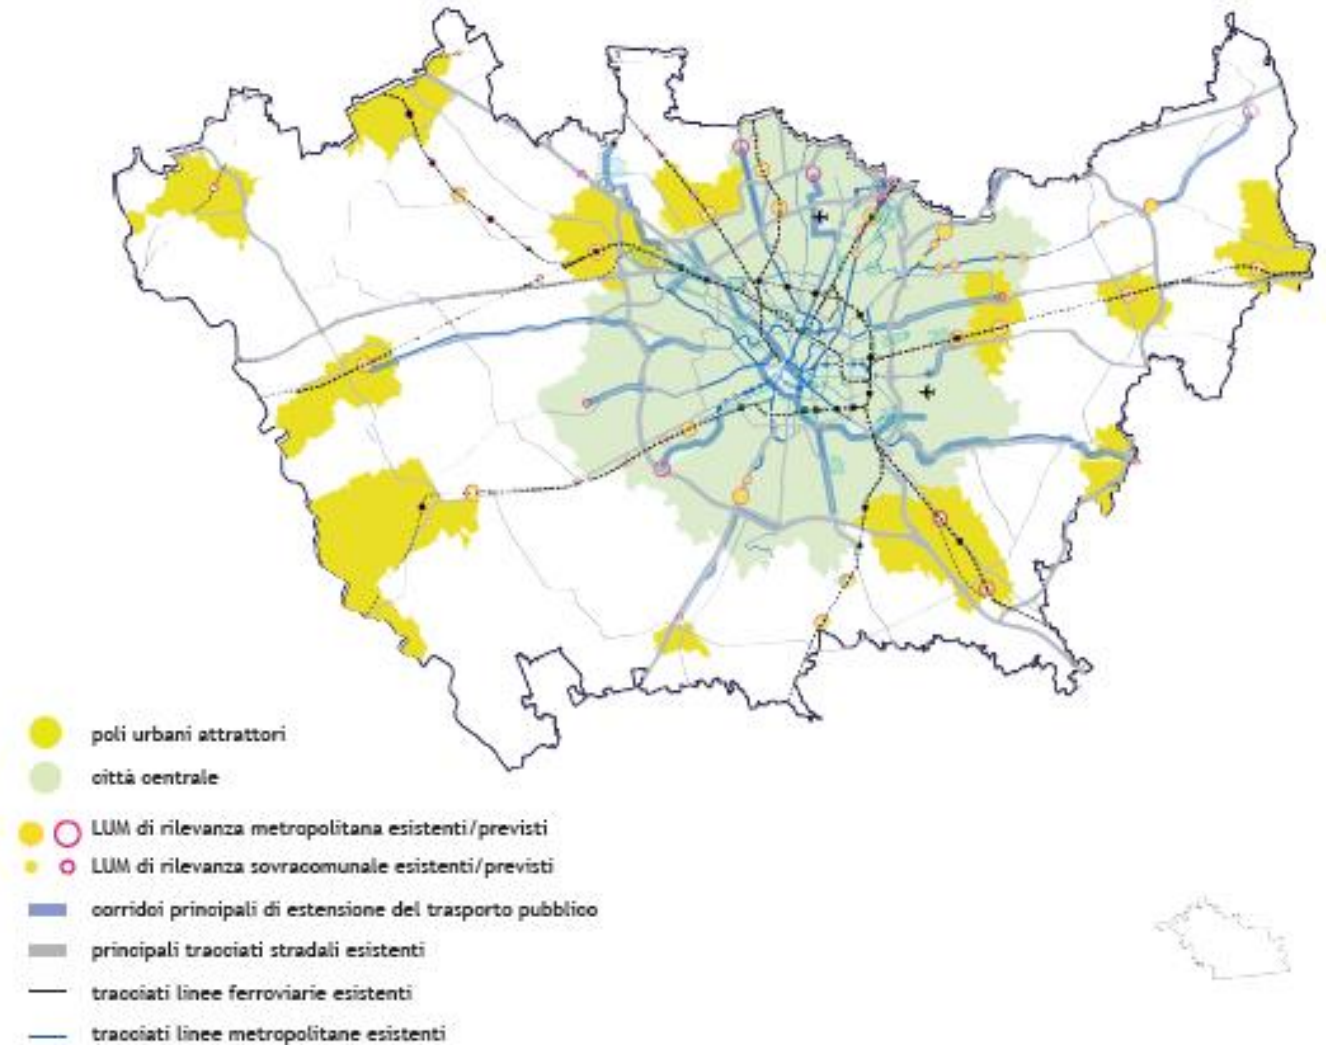 poli urbani attrattori
città centrale
LUM di rilevanza metropolitana esistenti/previsti
LUM di rilevanza sovracomunale esistenti/previsti
corridoi principali di estensione del trasporto pubblico
principali tracciati stradali esistenti
tracciati linee ferroviarie esistenti
tracciati linee metropolitane esistenti